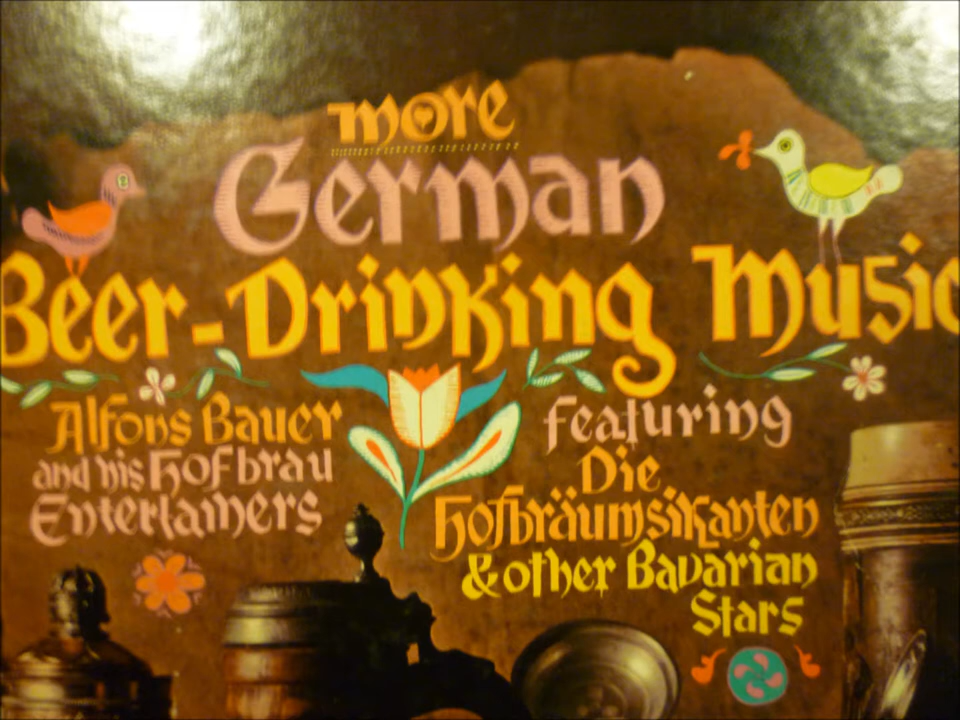 more
German
Beer-Drinking Music
Alfons Bauer
and his Hofbrau
Entertainers
featuring
Die
Hofbräumsikanten
& other Bavarian
Stars